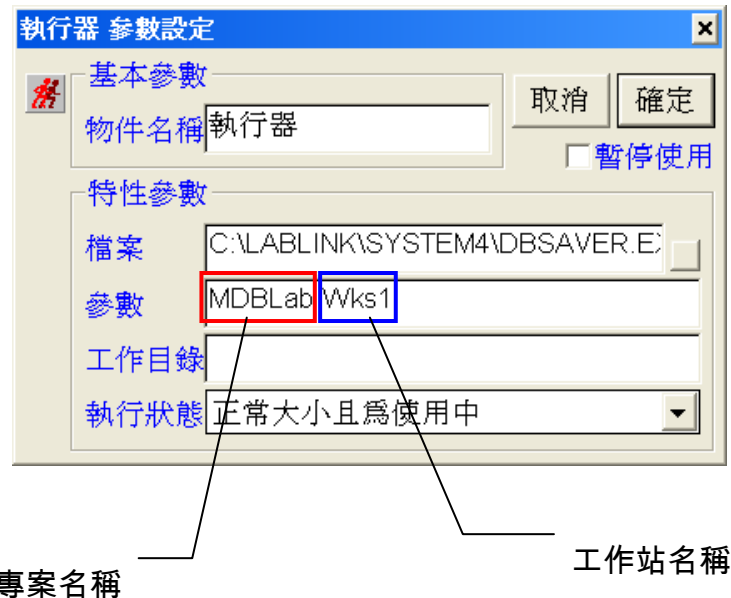 執行器 參數設定
基本參數
物件名稱 執行器
取消
確定
暫停使用
特性參數
檔案 C:\LABLINK\SYSTEM4\DBSAVER.E
參數 MDBLab Wks1
工作目錄
執行狀態 正常大小且爲使用中
工作站名稱
專案名稱